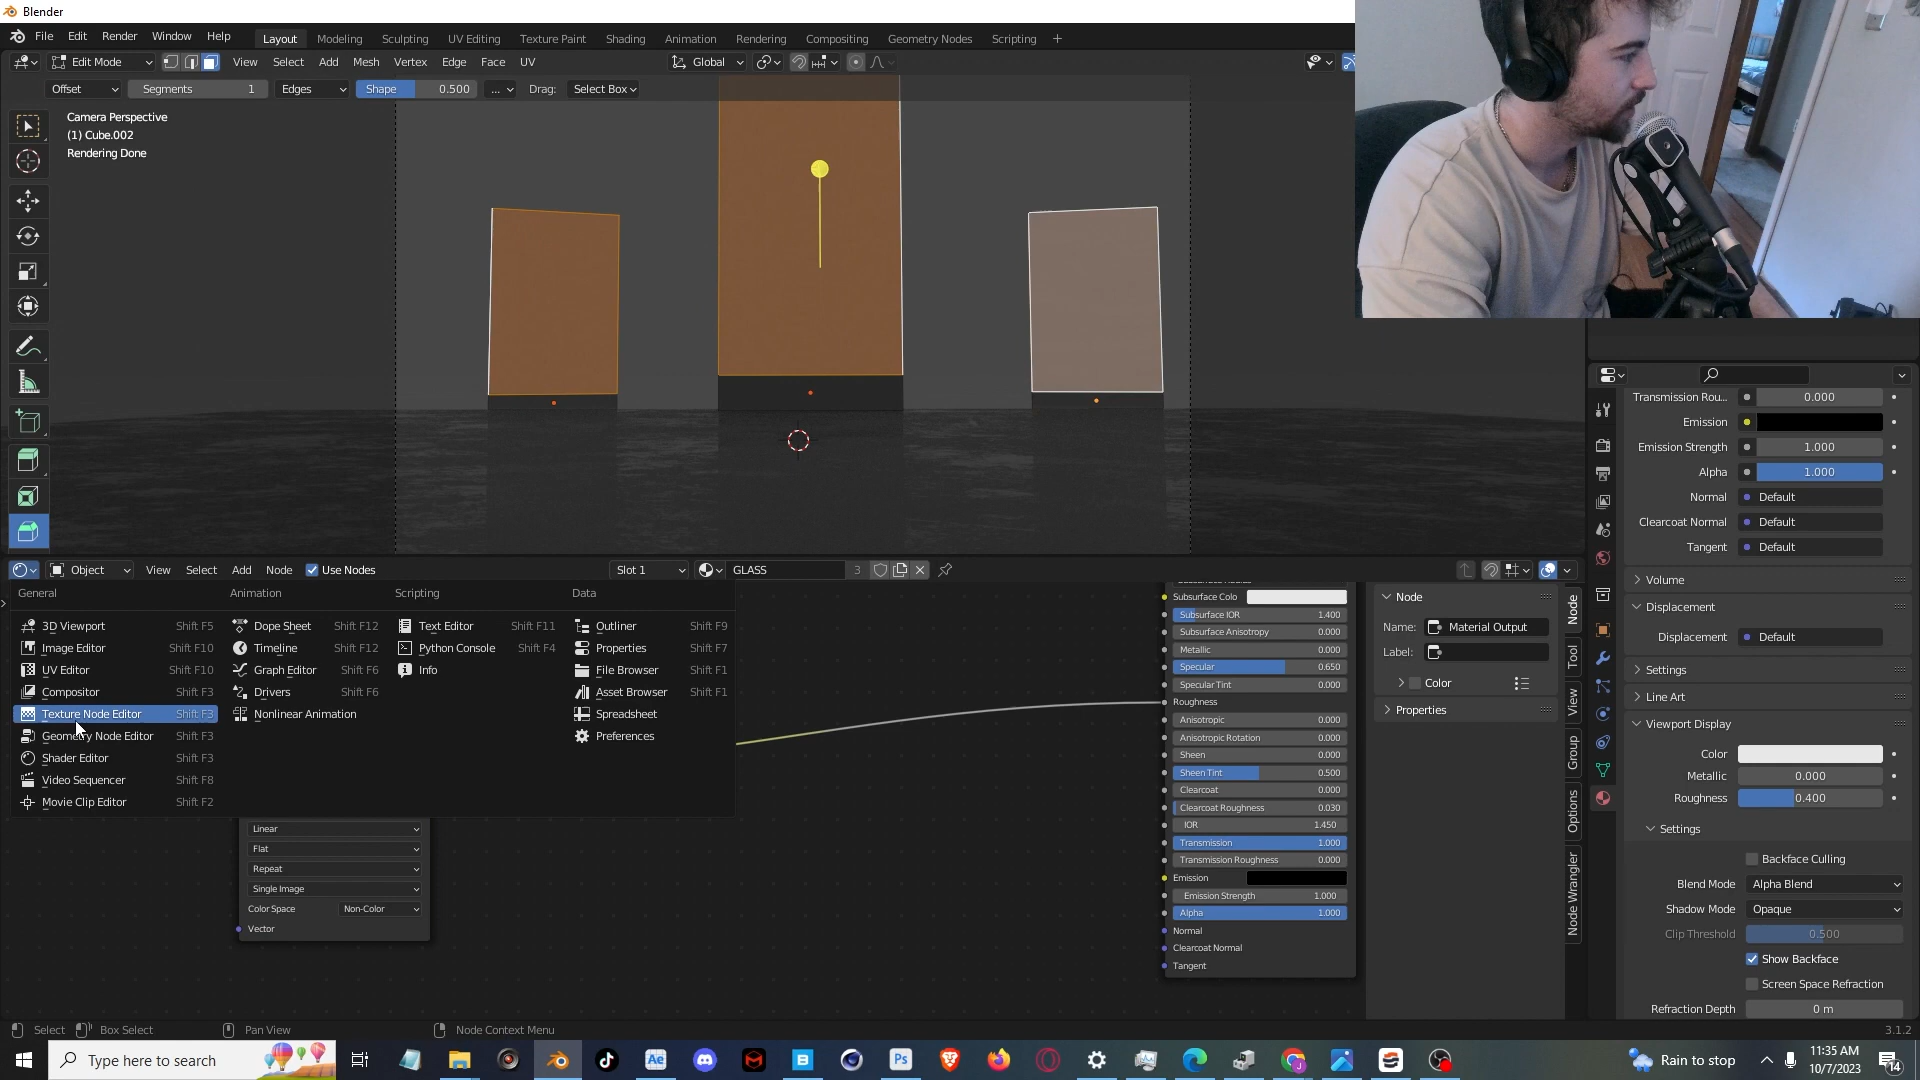 Blender
File Edit Render Window Help Layout Modeling Sculpting UV Editing Texture Paint Shading Animation Rendering Compositing Geometry Nodes Scripting +
Edit Mode View Select Add Mesh Vertex Edge Face UV Global
Offset Segments 1 Edges Shape 0.500 ... Drag: Select Box
Camera Perspective
(1) Cube.002
Rendering Done
Transmission Rou... 0.000
Emission
Emission Strength 1.000
Alpha 1.000
Normal Default
Clearcoat Normal Default
Tangent Default
Volume
Displacement
Displacement Default
Settings
Line Art
Viewport Display
Color
Metallic 0.000
Roughness 0.400
Settings
Backface Culling
Blend Mode Alpha Blend
Shadow Mode Opaque
Clip Threshold 0.500
Show Backface
Screen Space Refraction
Refraction Depth 0 m
Object View Select Add Node Use Nodes Slot 1 GLASS 3
General
3D Viewport Shift F5
Image Editor Shift F10
UV Editor Shift F10
Compositor Shift F3
Texture Node Editor Shift F3
Geometry Node Editor Shift F3
Shader Editor Shift F3
Video Sequencer Shift F8
Movie Clip Editor Shift F2
Animation
Dope Sheet Shift F12
Timeline Shift F12
Graph Editor Shift F6
Drivers Shift F6
Nonlinear Animation
Scripting
Text Editor Shift F11
Python Console Shift F4
Info
Data
Outliner Shift F9
Properties Shift F7
File Browser Shift F1
Asset Browser Shift F1
Spreadsheet
Preferences
Linear
Flat
Repeat
Single Image
Color Space Non-Color
Vector
Subsurface Colo
Subsurface IOR 1.400
Subsurface Anisotropy 0.000
Metallic 0.000
Specular 0.650
Specular Tint 0.000
Roughness
Anisotropic 0.000
Anisotropic Rotation 0.000
Sheen 0.000
Sheen Tint 0.500
Clearcoat 0.000
Clearcoat Roughness 0.030
IOR 1.450
Transmission 1.000
Transmission Roughness 0.000
Emission
Emission Strength 1.000
Alpha 1.000
Normal
Clearcoat Normal
Tangent
Node
Name: Material Output
Label:
Color
Properties
Node
Tool
View
Group
Options
Node Wrangler
Select Box Select Pan View Node Context Menu 3.1.2
Type here to search Ae Ps Rain to stop 11:35 AM
10/7/2023 14